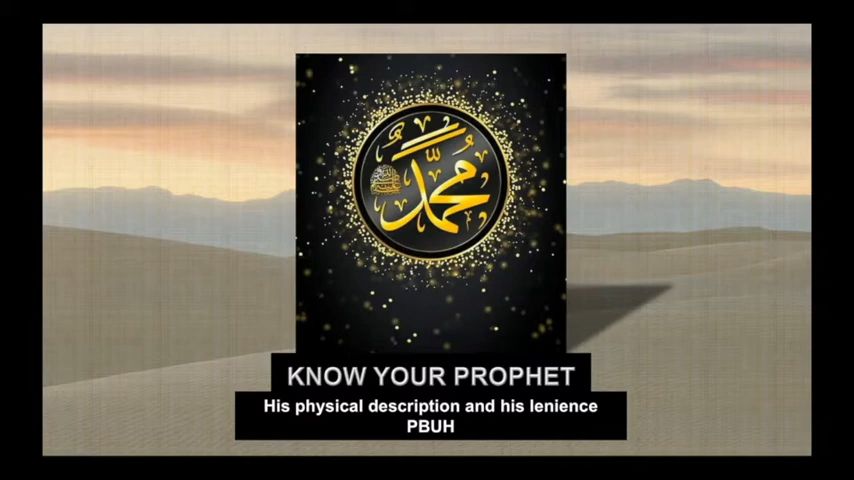 محمد
KNOW YOUR PROPHET
His physical description and his lenience
PBUH